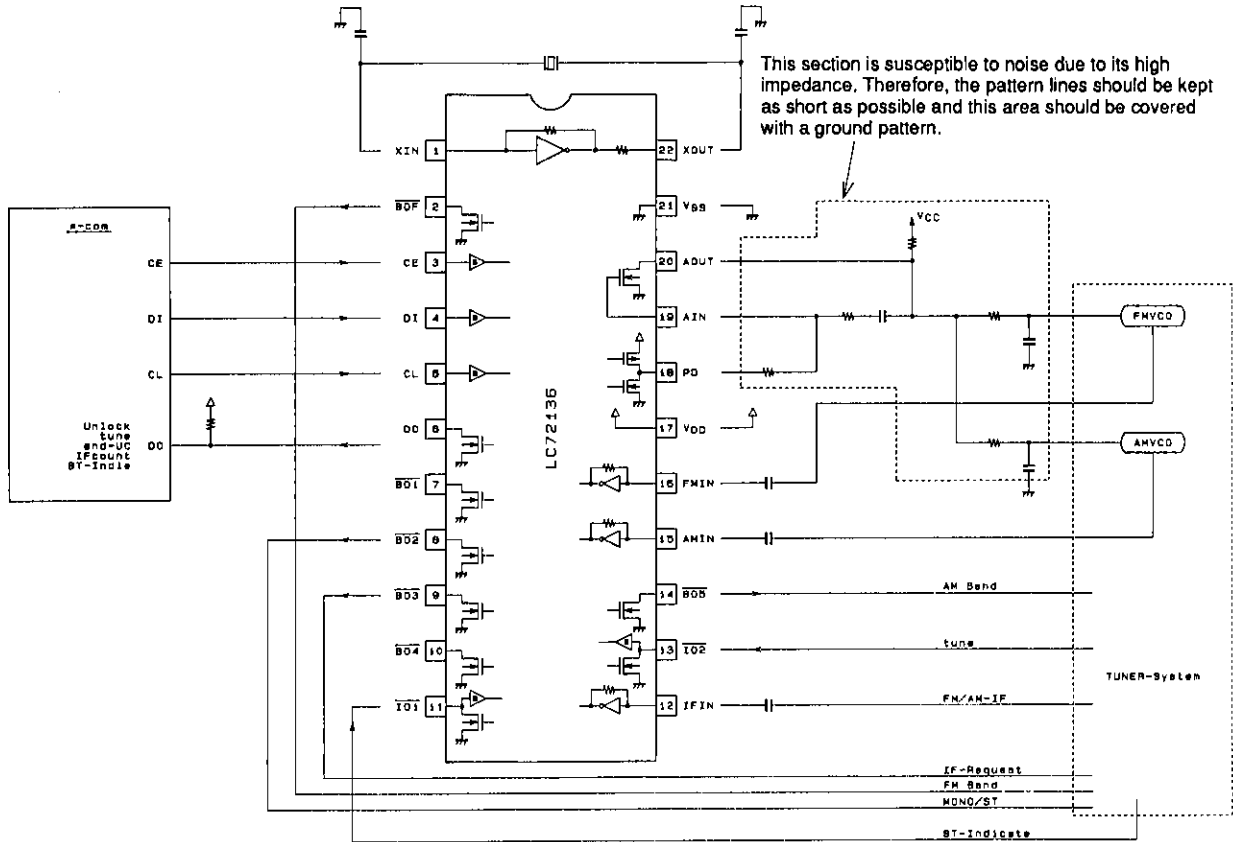 This section is susceptible to noise due to its high
impedance. Therefore, the pattern lines should be kept
as short as possible and this area should be covered
with a ground pattern.
XIN 1
22 XOUT
BOF 2
21 VSS
μ-com
VCC
CE
CE 3
20 AOUT
DI
DI 4
19 AIN
FMVCO
CL
CL 5
18 PD
LC72136
17 VDD
Unlock
tune
end-UC
IFcount
ST-Indic
DO
DO 6
AMVCO
BO1 7
16 FMIN
BO2 8
15 AMIN
BO3 9
14 BO5
AM Band
BO4 10
13 IO2
tune
TUNER-System
IO1 11
12 IFIN
FM/AM-IF
IF-Request
FM Band
MONO/ST
ST-Indicate